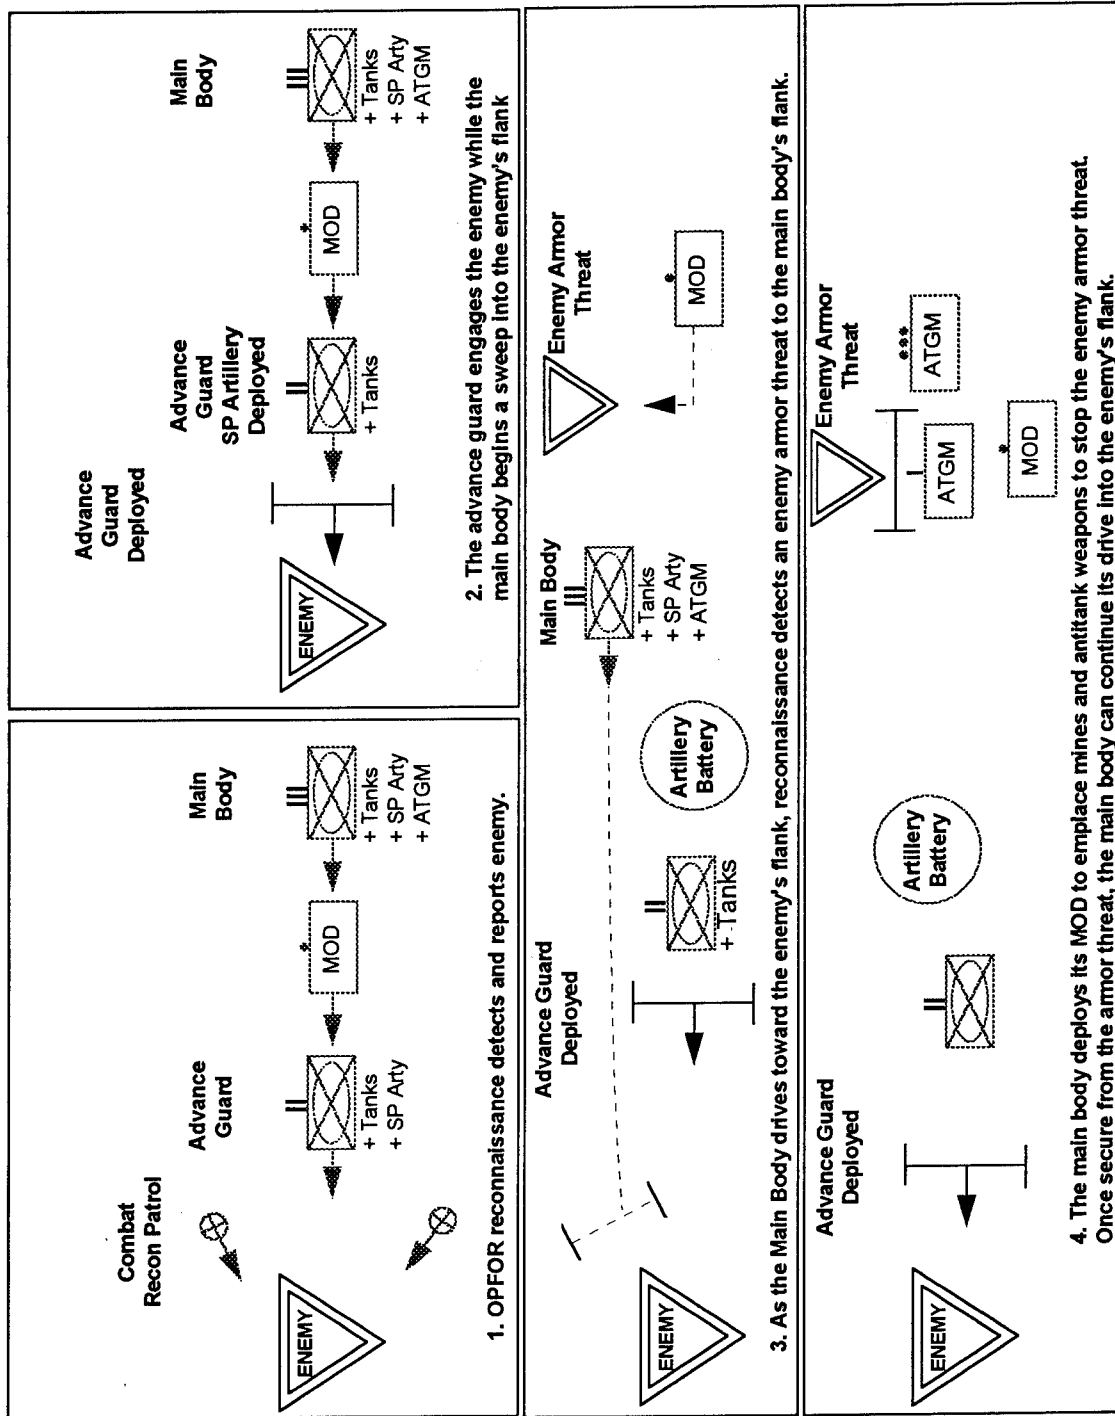 Combat
Recon Patrol
Advance
Guard
Main
Body
ENEMY
+ Tanks
+ SP Arty
*
MOD
+ Tanks
+ SP Arty
+ ATGM
1. OPFOR reconnaissance detects and reports enemy.
Advance
Guard
Deployed
Advance
Guard
SP Artillery
Deployed
Main
Body
ENEMY
+ Tanks
*
MOD
+ Tanks
+ SP Arty
+ ATGM
2. The advance guard engages the enemy while the
main body begins a sweep into the enemy's flank
Advance Guard
Deployed
Main Body
Enemy Armor
Threat
ENEMY
+ Tanks
Artillery
Battery
+ Tanks
+ SP Arty
+ ATGM
*
MOD
3. As the Main Body drives toward the enemy's flank, reconnaissance detects an enemy armor threat to the main body's flank.
Advance Guard
Deployed
Enemy Armor
Threat
ENEMY
Artillery
Battery
ATGM
***
ATGM
*
MOD
4. The main body deploys its MOD to emplace mines and antitank weapons to stop the enemy armor threat.
Once secure from the armor threat, the main body can continue its drive into the enemy's flank.